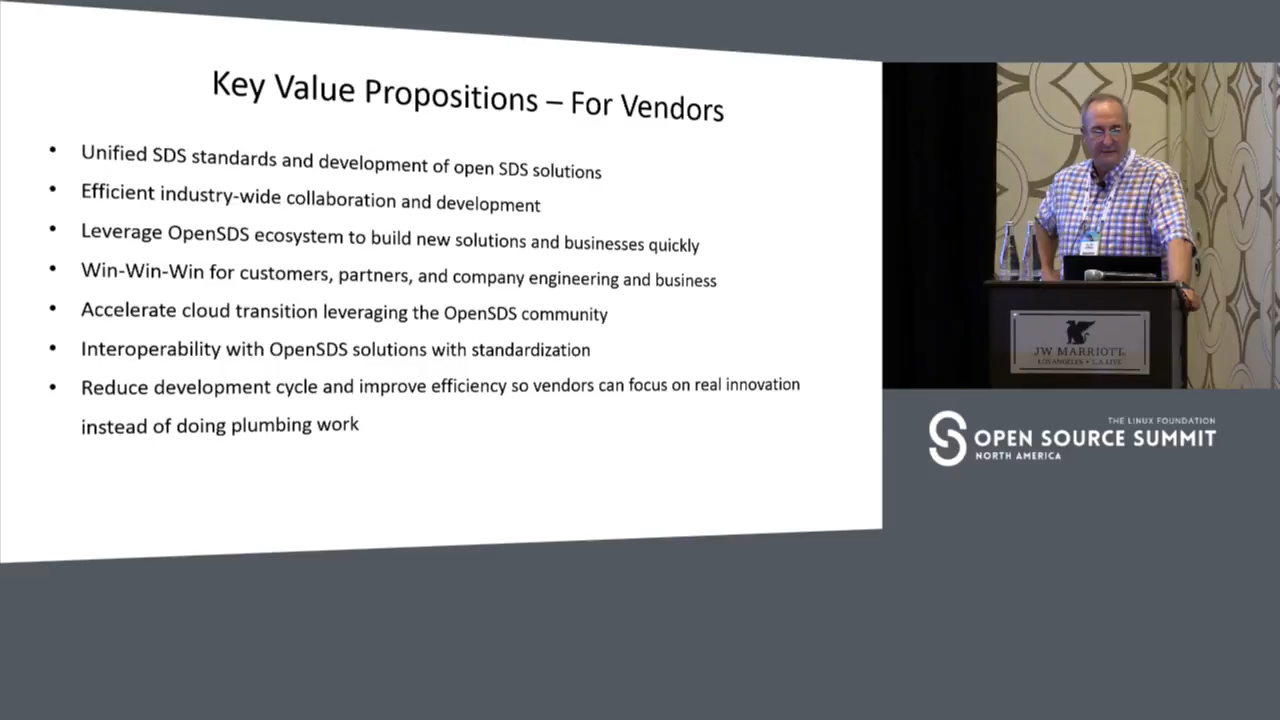 Key Value Propositions – For Vendors
• Unified SDS standards and development of open SDS solutions
• Efficient industry-wide collaboration and development
• Leverage OpenSDS ecosystem to build new solutions and businesses quickly
• Win-Win-Win for customers, partners, and company engineering and business
• Accelerate cloud transition leveraging the OpenSDS community
• Interoperability with OpenSDS solutions with standardization
• Reduce development cycle and improve efficiency so vendors can focus on real innovation
instead of doing plumbing work
JW MARRIOTT
LOS ANGELES • L.A. LIVE
THE LINUX FOUNDATION
OPEN SOURCE SUMMIT
NORTH AMERICA